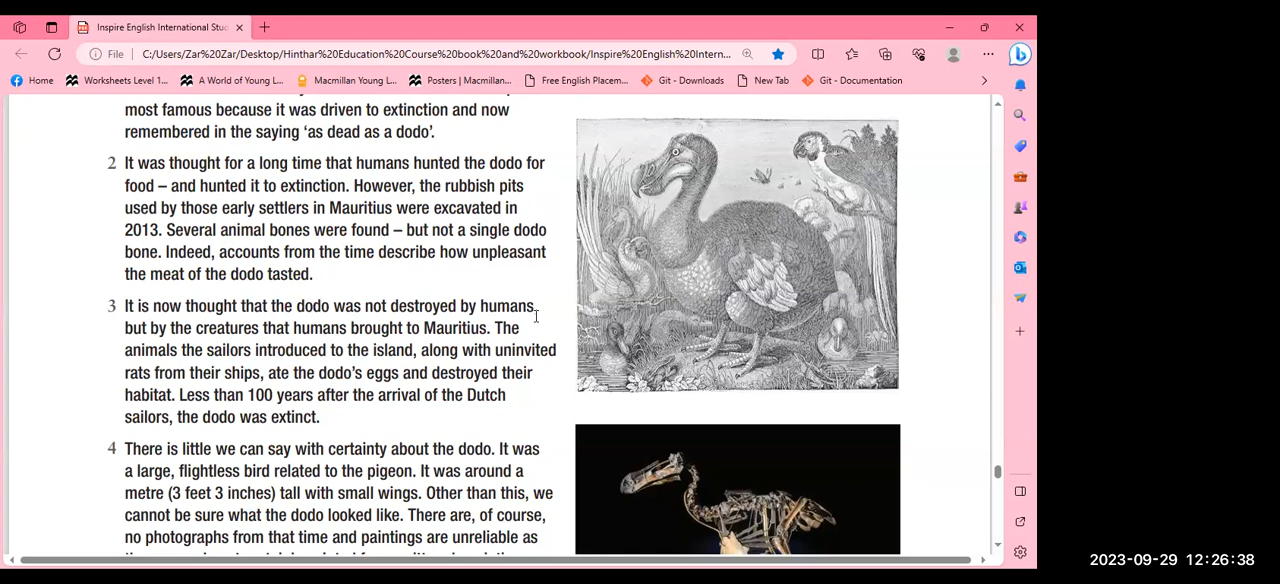 Inspire English International Stud
File
C:/Users/Zar%20Zar/Desktop/Hinthar%20Education%20Course%20book%20and%20workbook/Inspire%20English%20Intern...
Home
Worksheets Level 1...
A World of Young L...
Macmillan Young L...
Posters | Macmillan...
Free English Placem...
Git - Downloads
New Tab
Git - Documentation
most famous because it was driven to extinction and now
remembered in the saying ‘as dead as a dodo’.
2 It was thought for a long time that humans hunted the dodo for
food – and hunted it to extinction. However, the rubbish pits
used by those early settlers in Mauritius were excavated in
2013. Several animal bones were found – but not a single dodo
bone. Indeed, accounts from the time describe how unpleasant
the meat of the dodo tasted.
3 It is now thought that the dodo was not destroyed by humans,
but by the creatures that humans brought to Mauritius. The
animals the sailors introduced to the island, along with uninvited
rats from their ships, ate the dodo’s eggs and destroyed their
habitat. Less than 100 years after the arrival of the Dutch
sailors, the dodo was extinct.
4 There is little we can say with certainty about the dodo. It was
a large, flightless bird related to the pigeon. It was around a
metre (3 feet 3 inches) tall with small wings. Other than this, we
cannot be sure what the dodo looked like. There are, of course,
no photographs from that time and paintings are unreliable as
2023-09-29 12:26:38